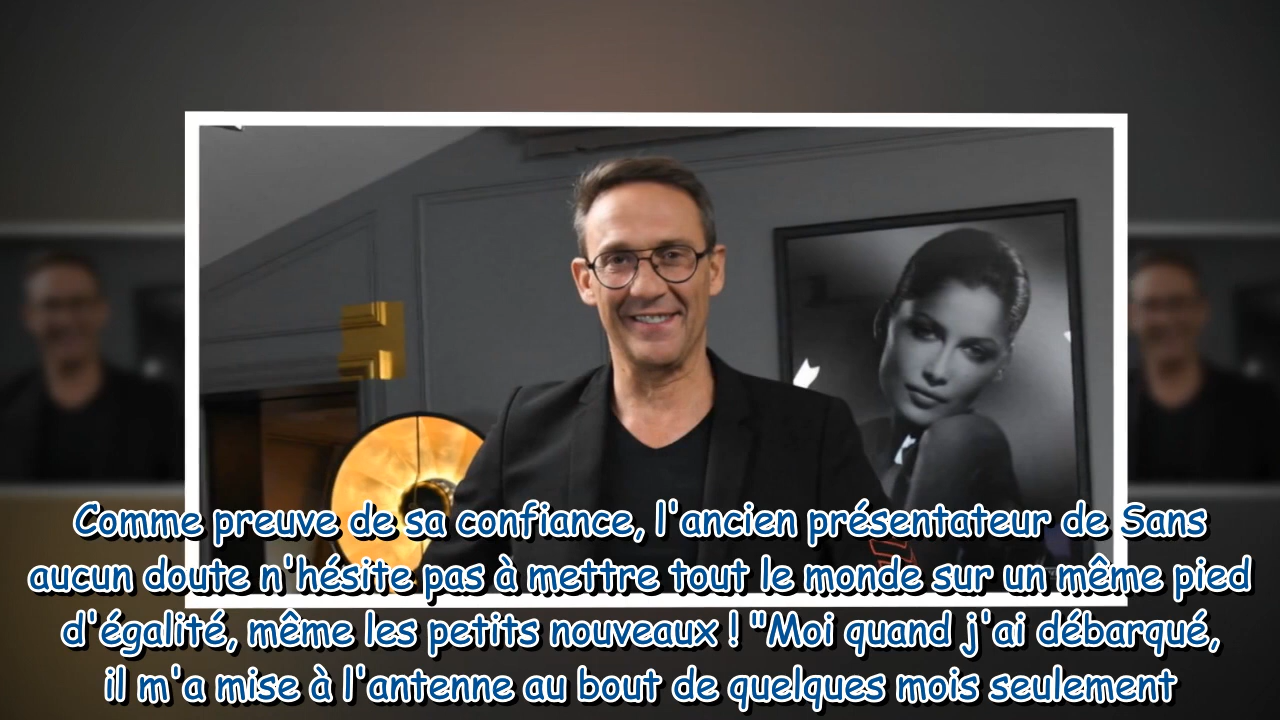 Comme preuve de sa confiance, l'ancien présentateur de Sans
aucun doute n'hésite pas à mettre tout le monde sur un même pied
d'égalité, même les petits nouveaux ! "Moi quand j'ai débarqué,
il m'a mise à l'antenne au bout de quelques mois seulement